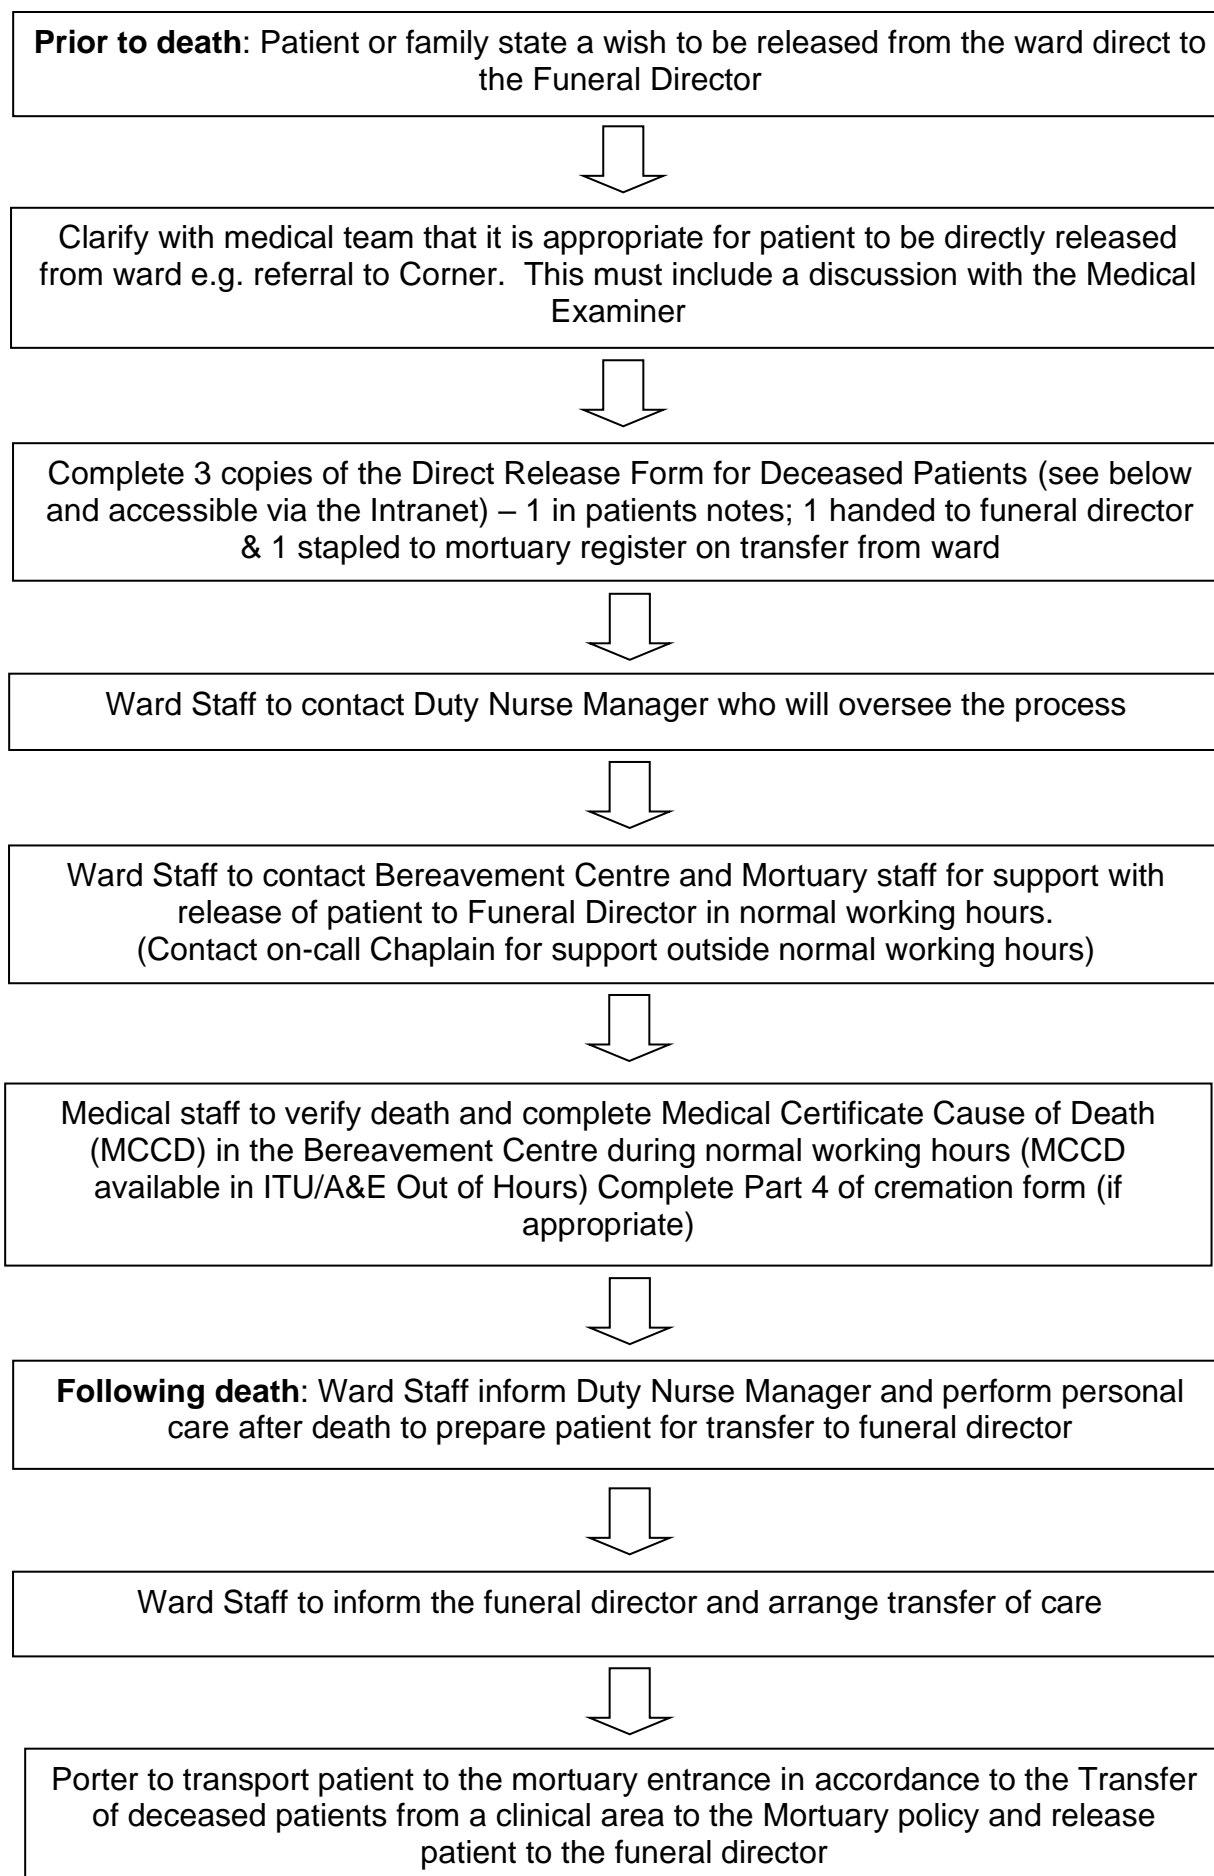 Prior to death: Patient or family state a wish to be released from the ward direct to
the Funeral Director
Clarify with medical team that it is appropriate for patient to be directly released
from ward e.g. referral to Corner.  This must include a discussion with the Medical
Examiner
Complete 3 copies of the Direct Release Form for Deceased Patients (see below
and accessible via the Intranet) – 1 in patients notes; 1 handed to funeral director
& 1 stapled to mortuary register on transfer from ward
Ward Staff to contact Duty Nurse Manager who will oversee the process
Ward Staff to contact Bereavement Centre and Mortuary staff for support with
release of patient to Funeral Director in normal working hours.
(Contact on-call Chaplain for support outside normal working hours)
Medical staff to verify death and complete Medical Certificate Cause of Death
(MCCD) in the Bereavement Centre during normal working hours (MCCD
available in ITU/A&E Out of Hours) Complete Part 4 of cremation form (if
appropriate)
Following death: Ward Staff inform Duty Nurse Manager and perform personal
care after death to prepare patient for transfer to funeral director
Ward Staff to inform the funeral director and arrange transfer of care
Porter to transport patient to the mortuary entrance in accordance to the Transfer
of deceased patients from a clinical area to the Mortuary policy and release
patient to the funeral director